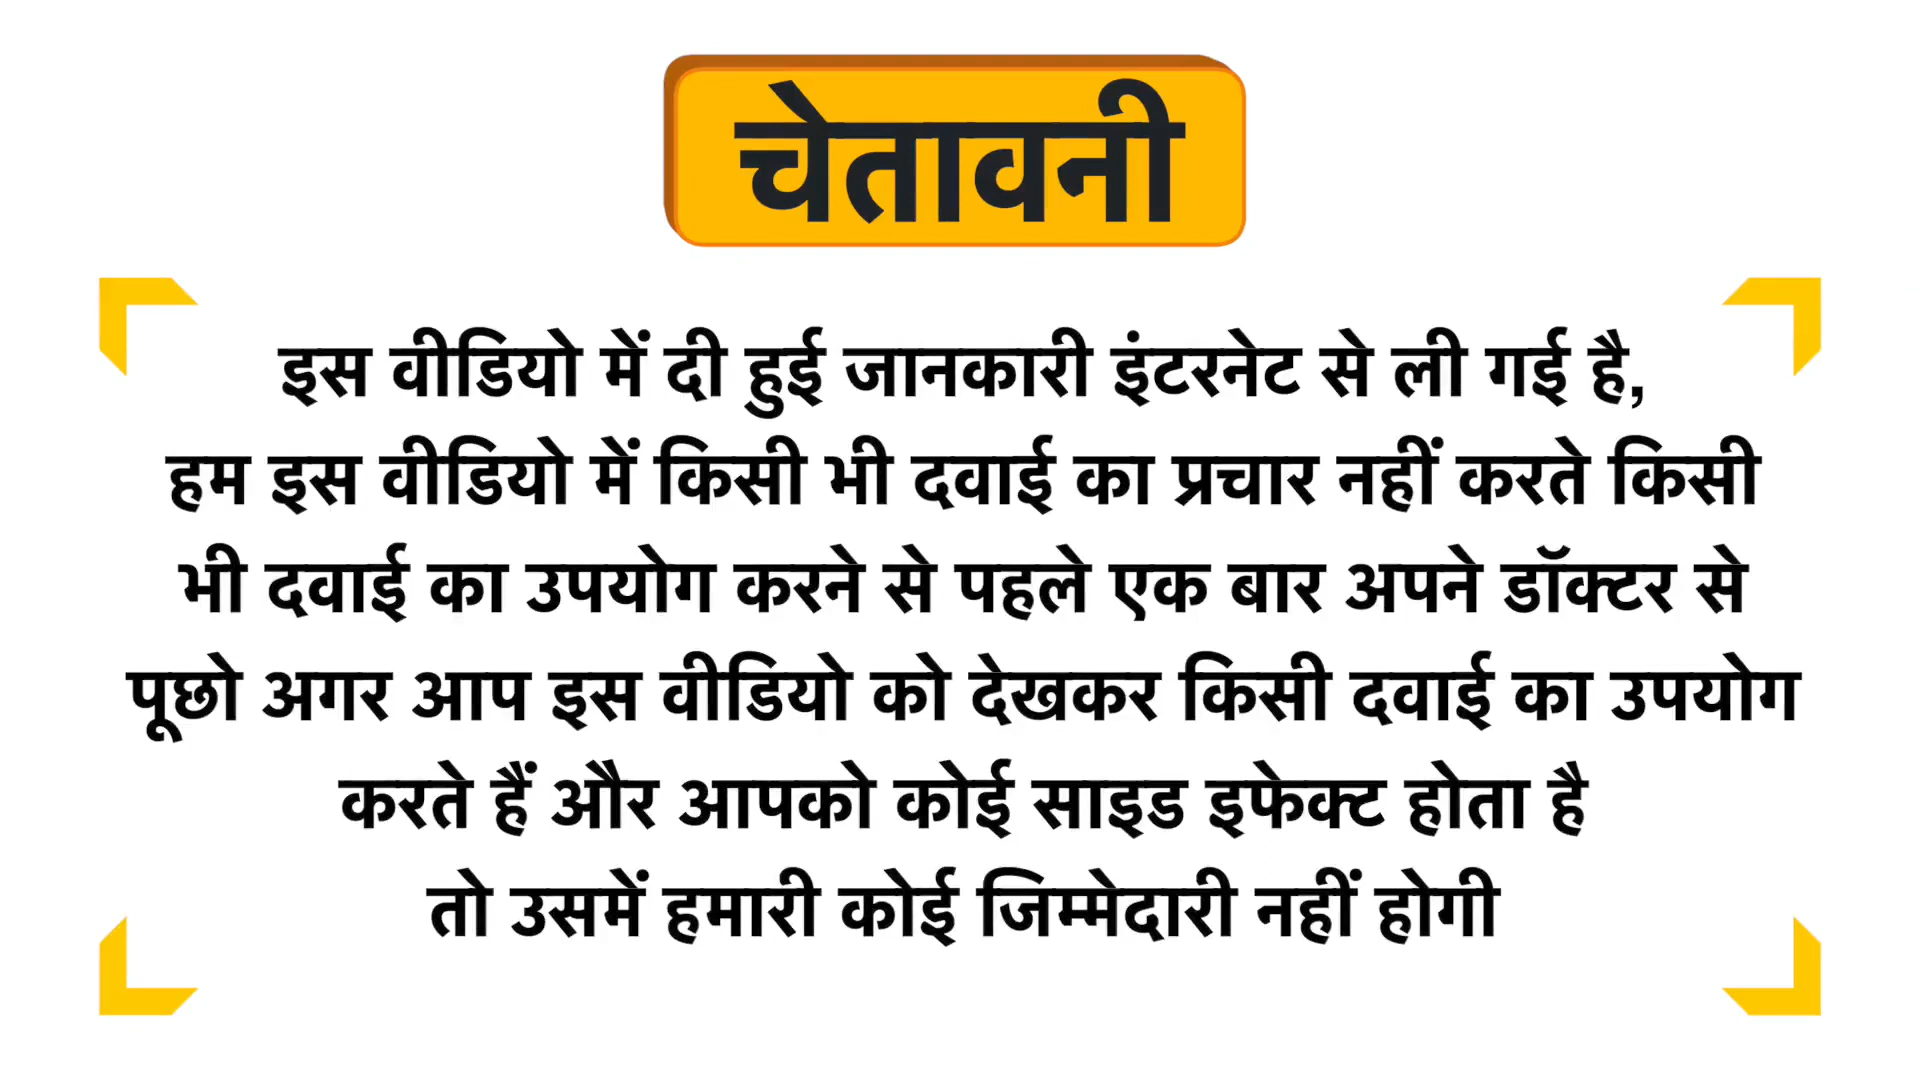 चेतावनी
इस वीडियो में दी हुई जानकारी इंटरनेट से ली गई है,
हम इस वीडियो में किसी भी दवाई का प्रचार नहीं करते किसी
भी दवाई का उपयोग करने से पहले एक बार अपने डॉक्टर से
पूछो अगर आप इस वीडियो को देखकर किसी दवाई का उपयोग
करते हैं और आपको कोई साइड इफेक्ट होता है
तो उसमें हमारी कोई जिम्मेदारी नहीं होगी